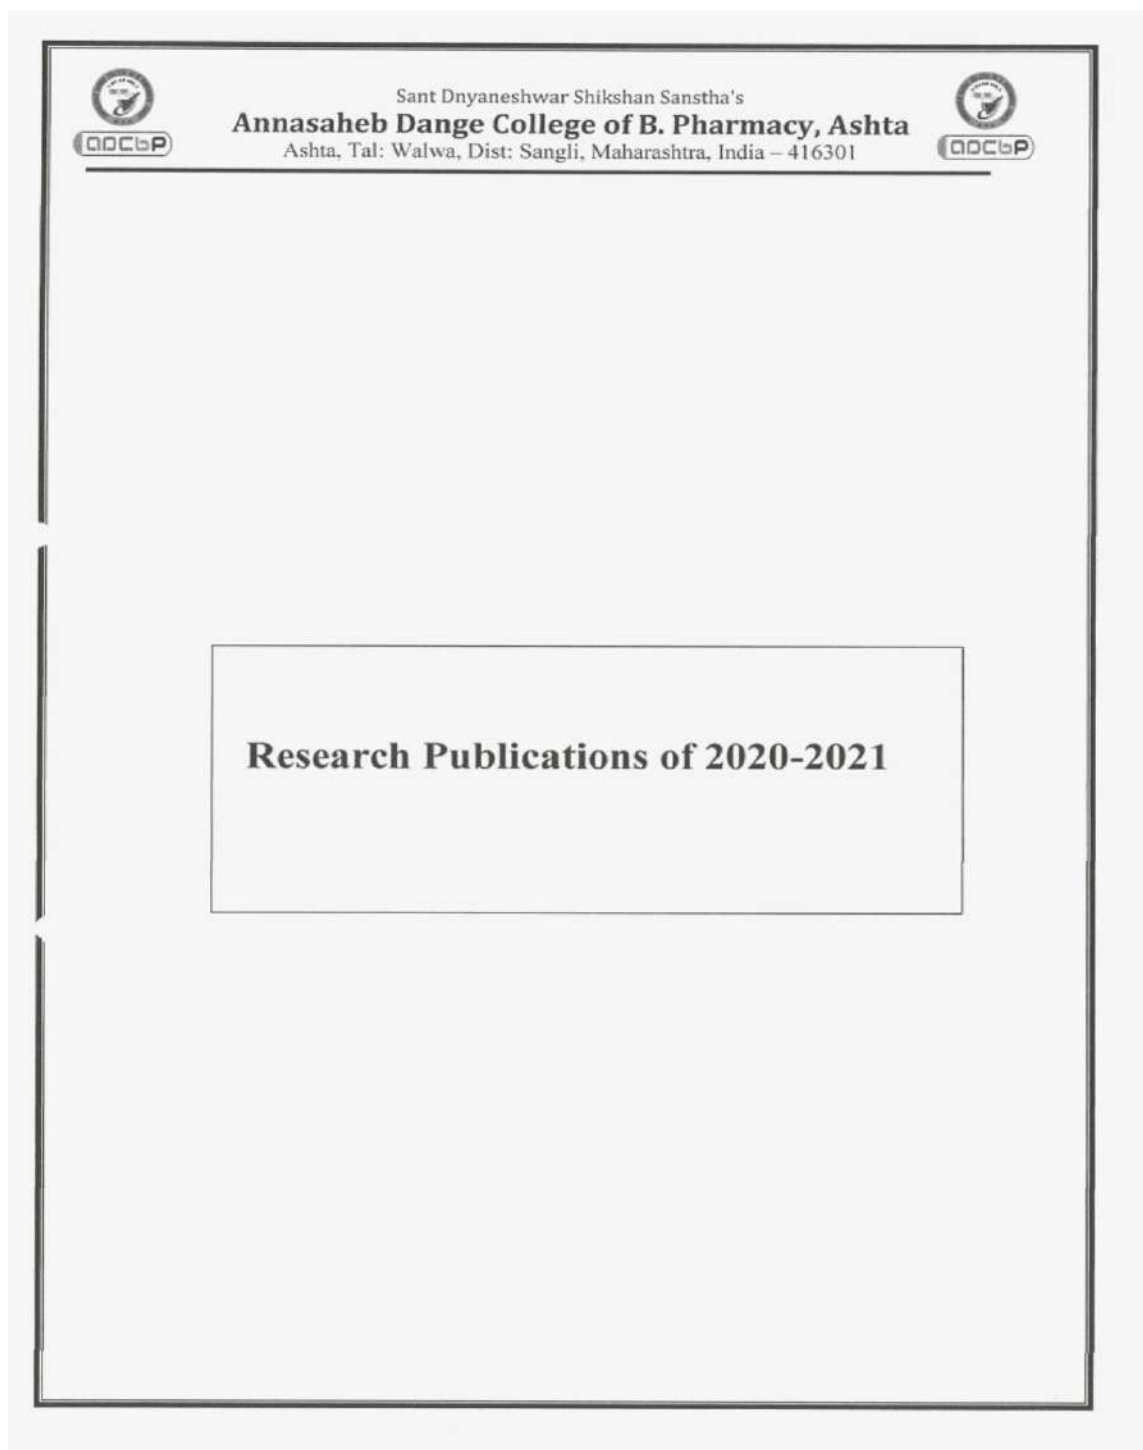 Sant Dnyaneshwar Shikshan Sanstha's
Annasaheb Dange College of B. Pharmacy, Ashta
Ashta, Tal: Walwa, Dist: Sangli, Maharashtra, India – 416301
ADCbP
ADCbP
Research Publications of 2020-2021